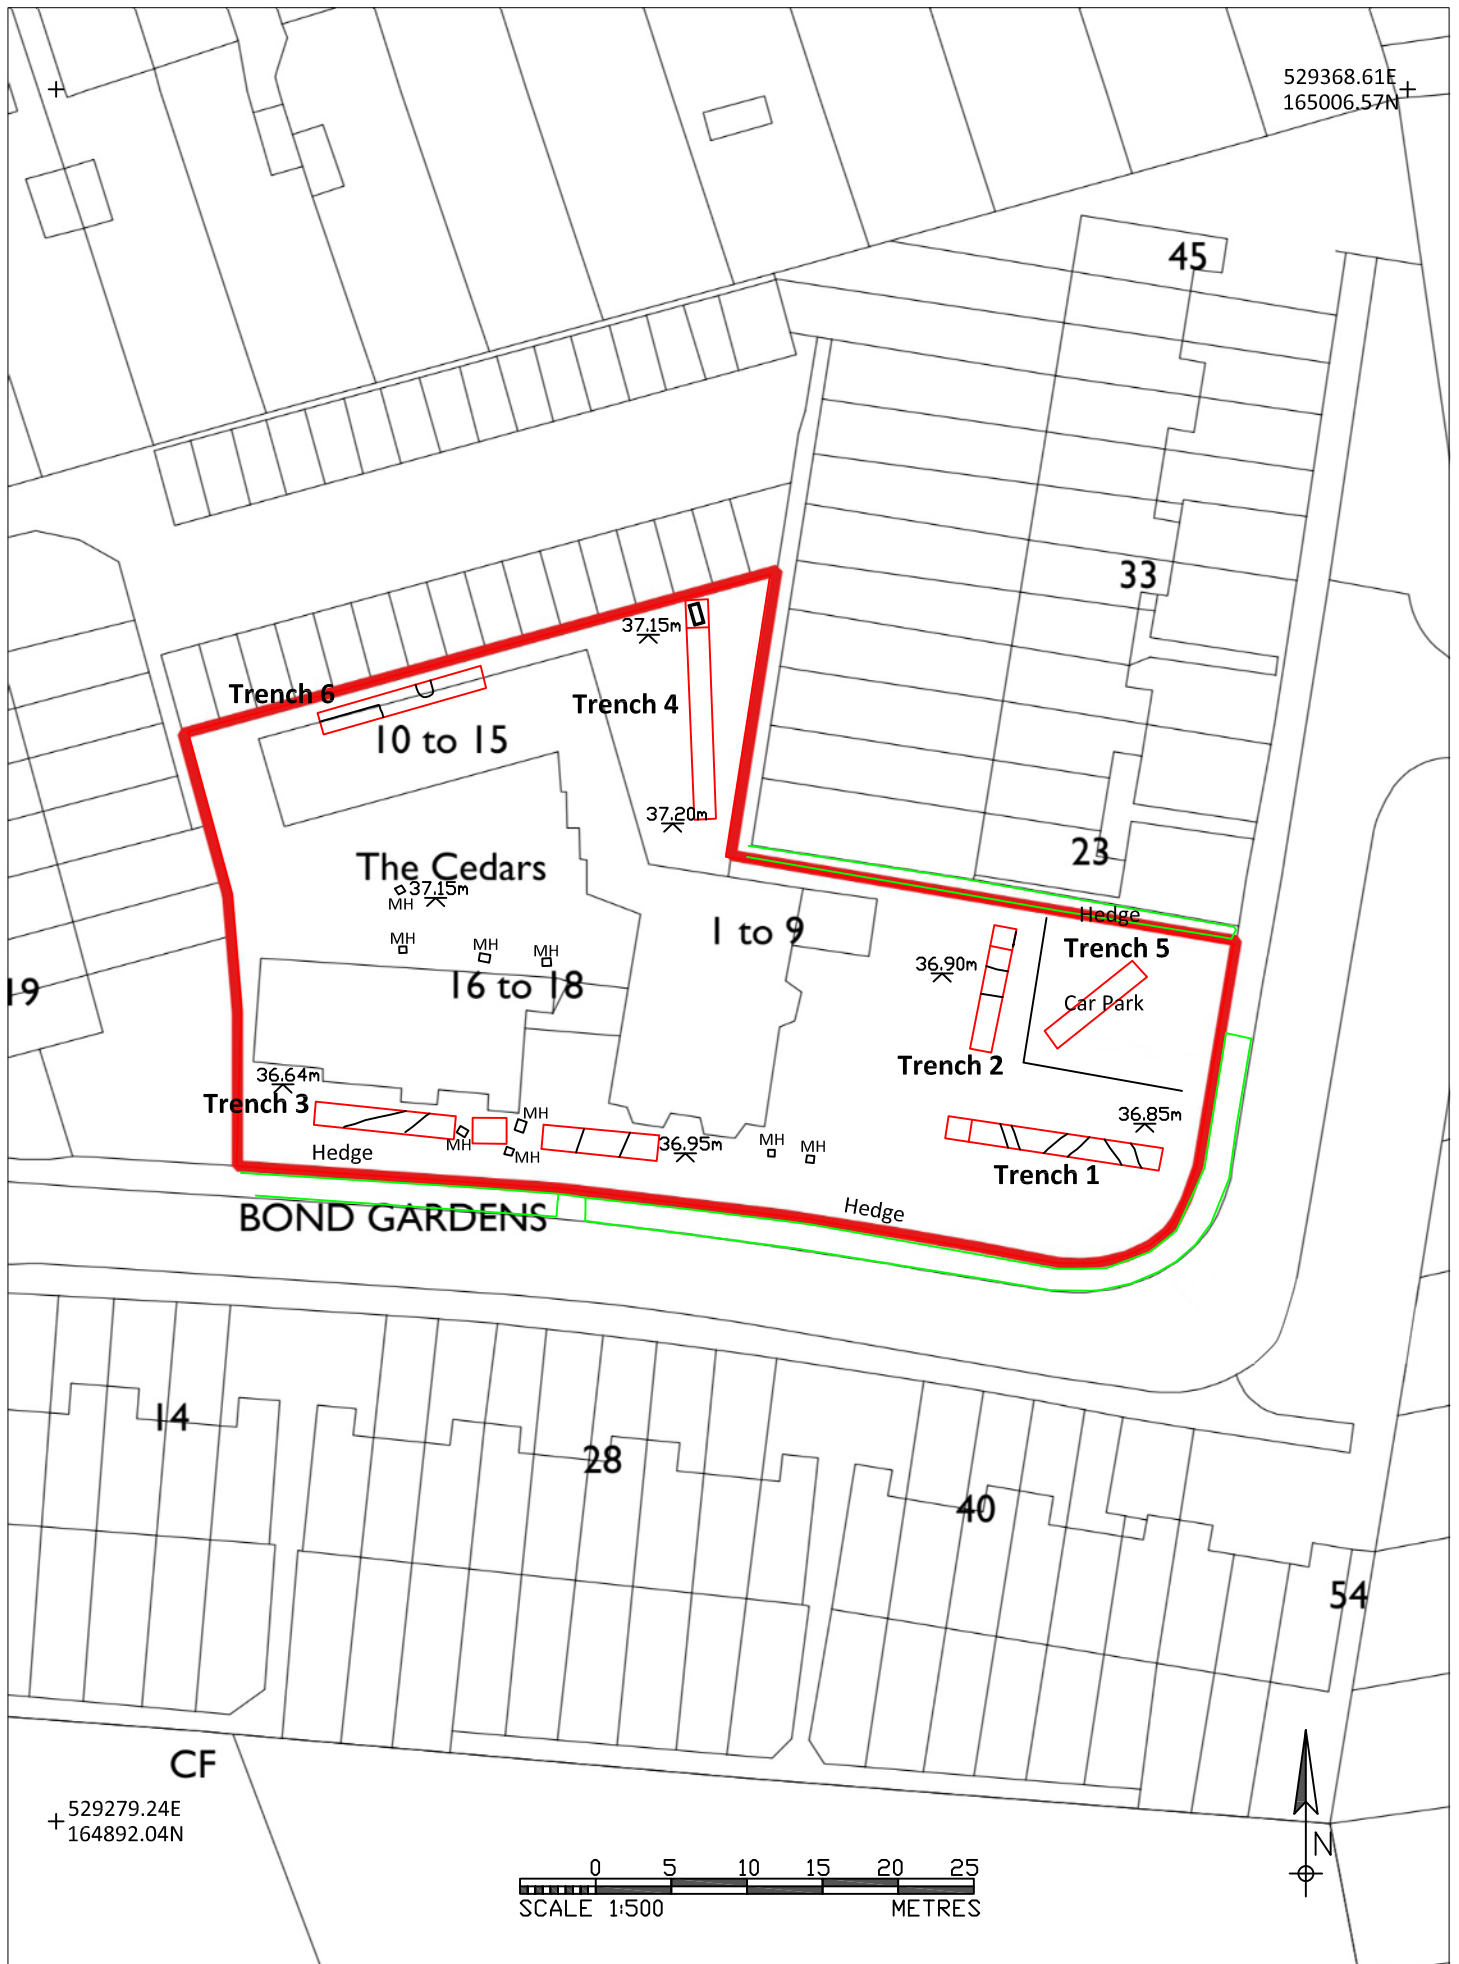 529368.61E
165006.57N
45
33
37.15m
Trench 6
Trench 4
10 to 15
37.20m
23
The Cedars
37.15m
MH
Hedge
1 to 9
Trench 5
MH
MH
MH
36.90m
16 to 18
19
Car Park
Trench 2
36.64m
Trench 3
MH
36.85m
MH
36.95m
MH
MH
MH
Hedge
Trench 1
Hedge
BOND GARDENS
14
28
40
54
CF
529279.24E
164892.04N
N
0 5 10 15 20 25
SCALE 1:500 METRES